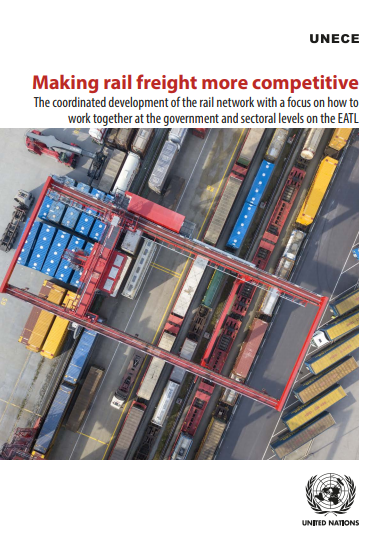 UNECE
Making rail freight more competitive
The coordinated development of the rail network with a focus on how to
work together at the government and sectoral levels on the EATL
UNITED NATIONS